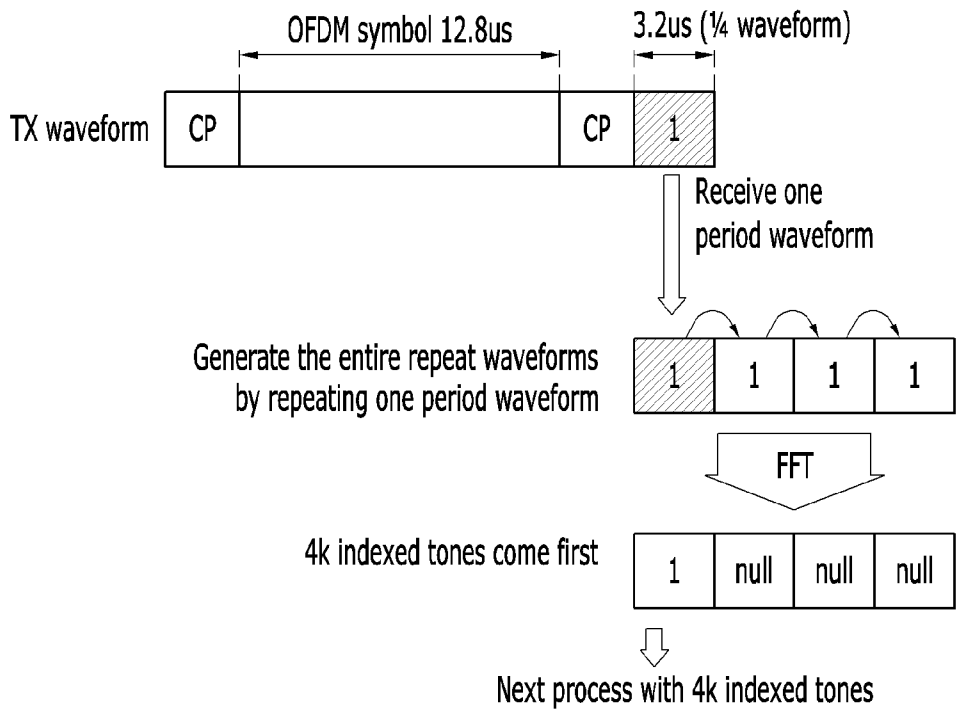 OFDM symbol 12.8us
3.2us (¼ waveform)
TX waveform
CP
CP
1
Receive one
period waveform
Generate the entire repeat waveforms
by repeating one period waveform
1
1
1
1
FFT
4k indexed tones come first
1
null
null
null
Next process with 4k indexed tones